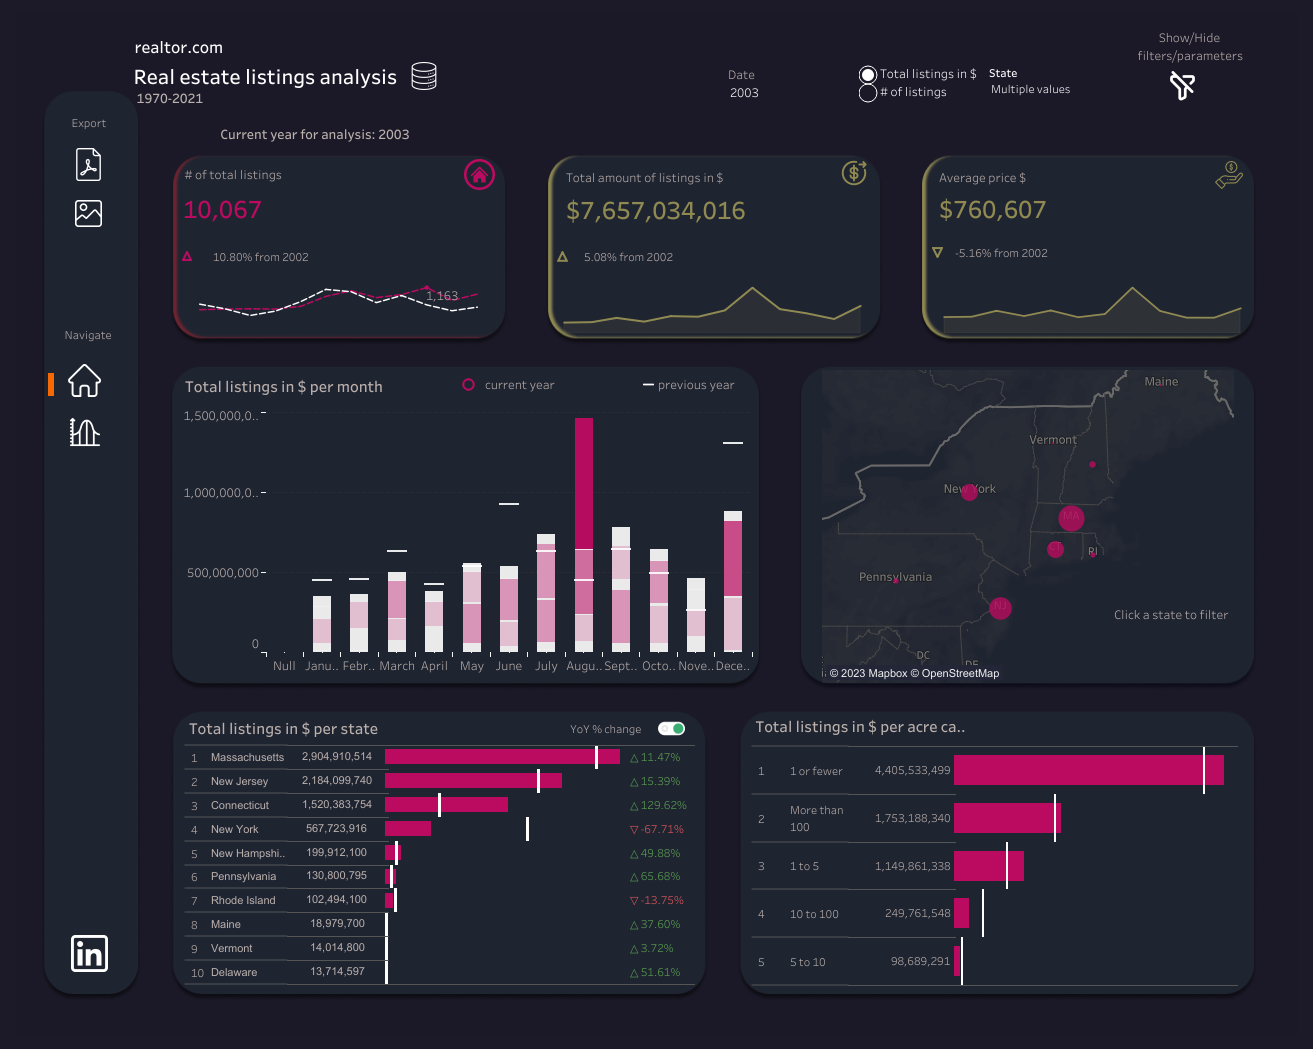 realtor.com
Real estate listings analysis
1970-2021
Date
2003
Total listings in $
# of listings
State
Multiple values
Show/Hide
filters/parameters
Export
Navigate
Current year for analysis: 2003
# of total listings
10,067
10.80% from 2002
1,163
Total amount of listings in $
$7,657,034,016
5.08% from 2002
Average price $
$760,607
-5.16% from 2002
Total listings in $ per month
current year
previous year
1,500,000,0..
1,000,000,0..
500,000,000
0
Null Janu.. Febr.. March April May June July Augu.. Sept.. Octo.. Nove.. Dece..
Maine
Vermont
New York
MA
CT
RI
Pennsylvania
NJ
Click a state to filter
DC
DE
© 2023 Mapbox © OpenStreetMap
Total listings in $ per state
YoY % change
1 Massachusetts 2,904,910,514 △ 11.47%
2 New Jersey 2,184,099,740 △ 15.39%
3 Connecticut 1,520,383,754 △ 129.62%
4 New York 567,723,916 ▽ -67.71%
5 New Hampshi.. 199,912,100 △ 49.88%
6 Pennsylvania 130,800,795 △ 65.68%
7 Rhode Island 102,494,100 ▽ -13.75%
8 Maine 18,979,700 △ 37.60%
9 Vermont 14,014,800 △ 3.72%
10 Delaware 13,714,597 △ 51.61%
Total listings in $ per acre ca..
1 1 or fewer 4,405,533,499
2 More than
100 1,753,188,340
3 1 to 5 1,149,861,338
4 10 to 100 249,761,548
5 5 to 10 98,689,291
in